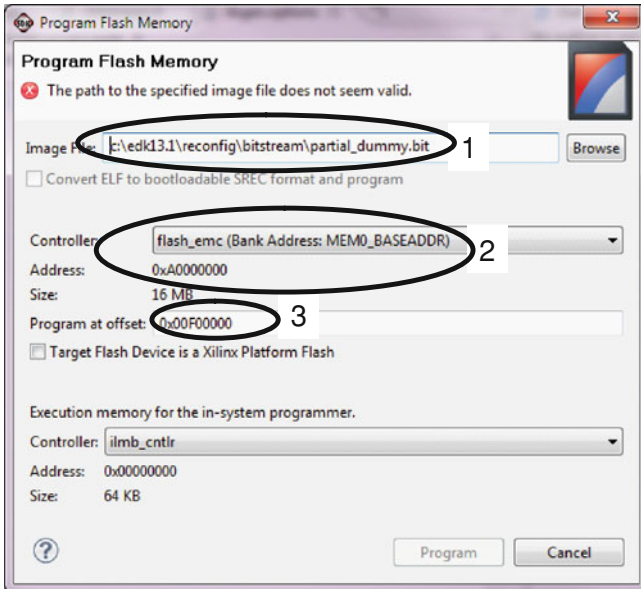 Program Flash Memory
Program Flash Memory
The path to the specified image file does not seem valid.
Image File: c:\edk13.1\reconfig\bitstream\partial_dummy.bit 1 Browse
Convert ELF to bootloadable SREC format and program
Controller: flash_emc (Bank Address: MEM0_BASEADDR) 2
Address: 0xA0000000
Size: 16 MB
Program at offset: 0x00F00000 3
Target Flash Device is a Xilinx Platform Flash
Execution memory for the in-system programmer.
Controller: ilmb_cntlr
Address: 0x00000000
Size: 64 KB
? Program Cancel